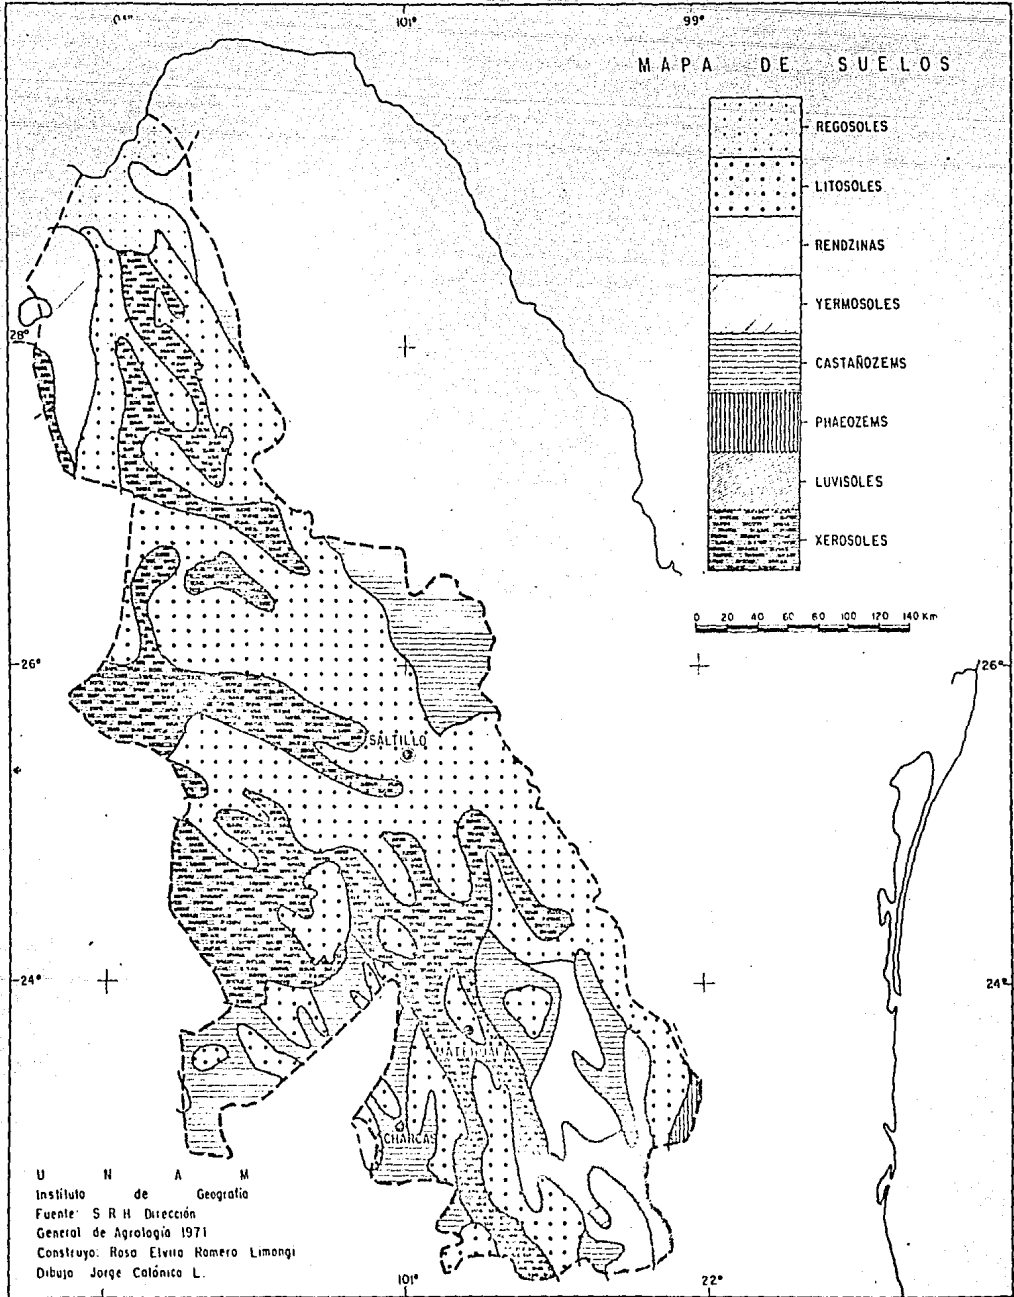 101° 99°
MAPA DE SUELOS
REGOSOLES
LITOSOLES
RENDZINAS
YERMOSOLES
CASTAÑOZEMS
PHAEOZEMS
LUVISOLES
XEROSOLES
28°
0 20 40 60 80 100 120 140 Km
26° 26°
SALTILLO
24° 24°
MATEHUALA
CHARCAS
U N A M
Instituto de Geografía
Fuente: S R H Dirección
General de Agrología 1971
Construyo: Rosa Elvira Romero Limongi
Dibujo Jorge Calónico L.
101° 22°